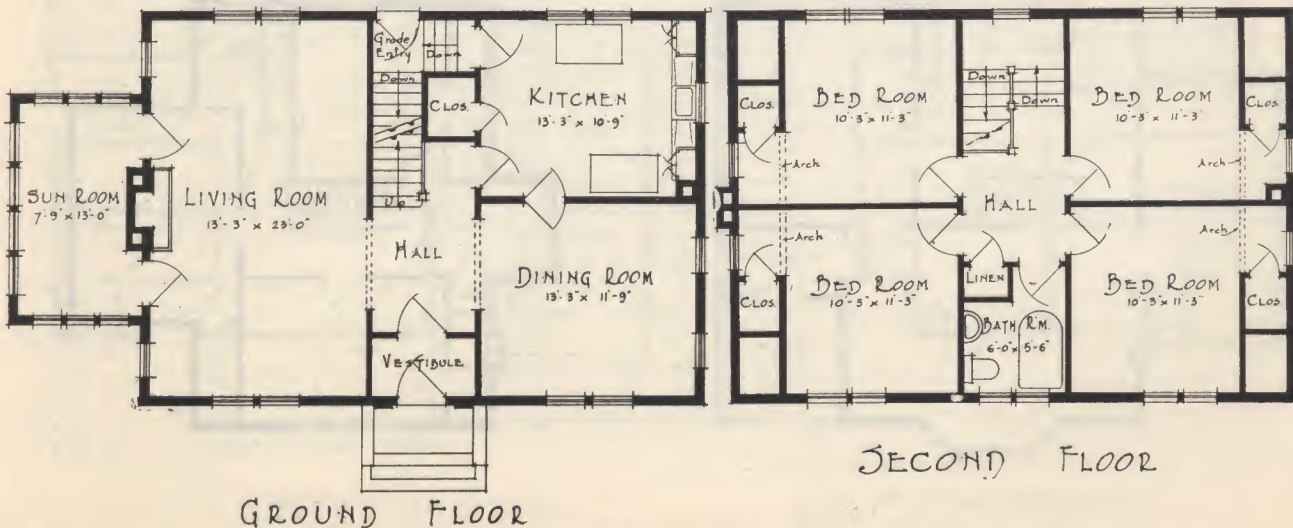 Grade
Entry
Down
Down
CLOS.
KITCHEN
13'-3" x 10'-9"
SUN ROOM
7'-9" x 13'-0"
LIVING ROOM
13'-3" x 23'-0"
Up
HALL
DINING ROOM
13'-3" x 11'-9"
VESTIBULE
GROUND FLOOR
Down
Down
BED ROOM
10'-3" x 11'-3"
BED ROOM
10'-3" x 11'-3"
CLOS.
CLOS.
Arch
Arch
HALL
Arch
Arch
BED ROOM
10'-3" x 11'-3"
BED ROOM
10'-3" x 11'-3"
LINEN
CLOS.
CLOS.
BATH R'M.
6'-0" x 5'-6"
SECOND FLOOR